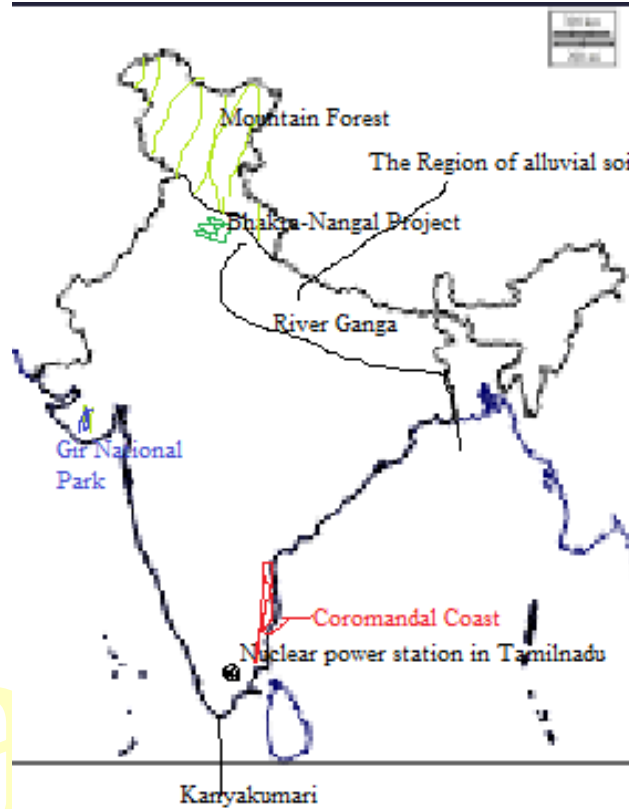 Mountain Forest
The Region of alluvial soi
Bhakra-Nangal Project
River Ganga
Gir National
Park
Coromandal Coast
Nuclear power station in Tamilnadu
Kanyakumari